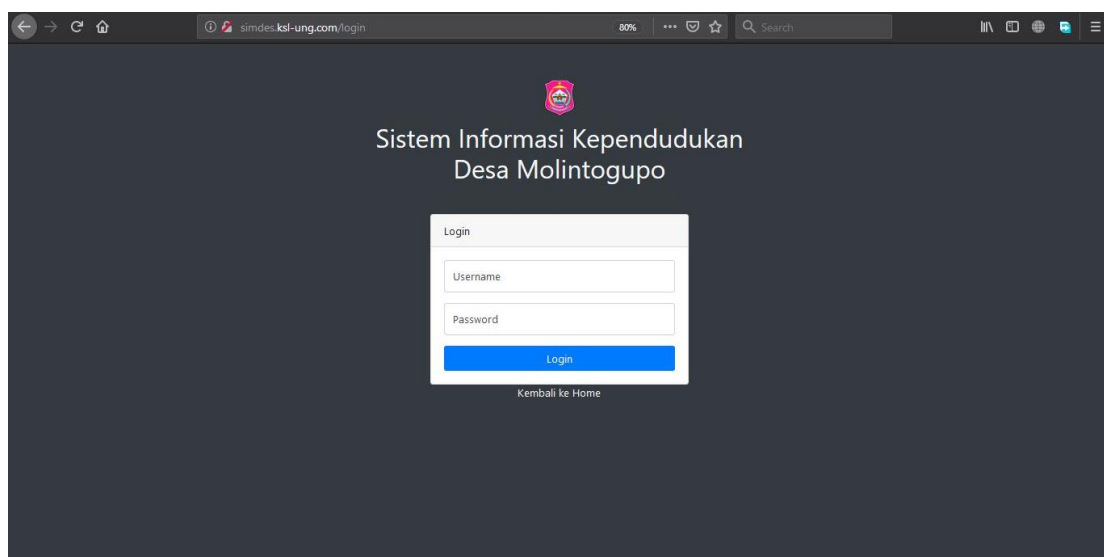 simdes.ksl-ung.com/login
80%
Search
Sistem Informasi Kependudukan
Desa Molintogupo
Login
Username
Password
Login
Kembali ke Home